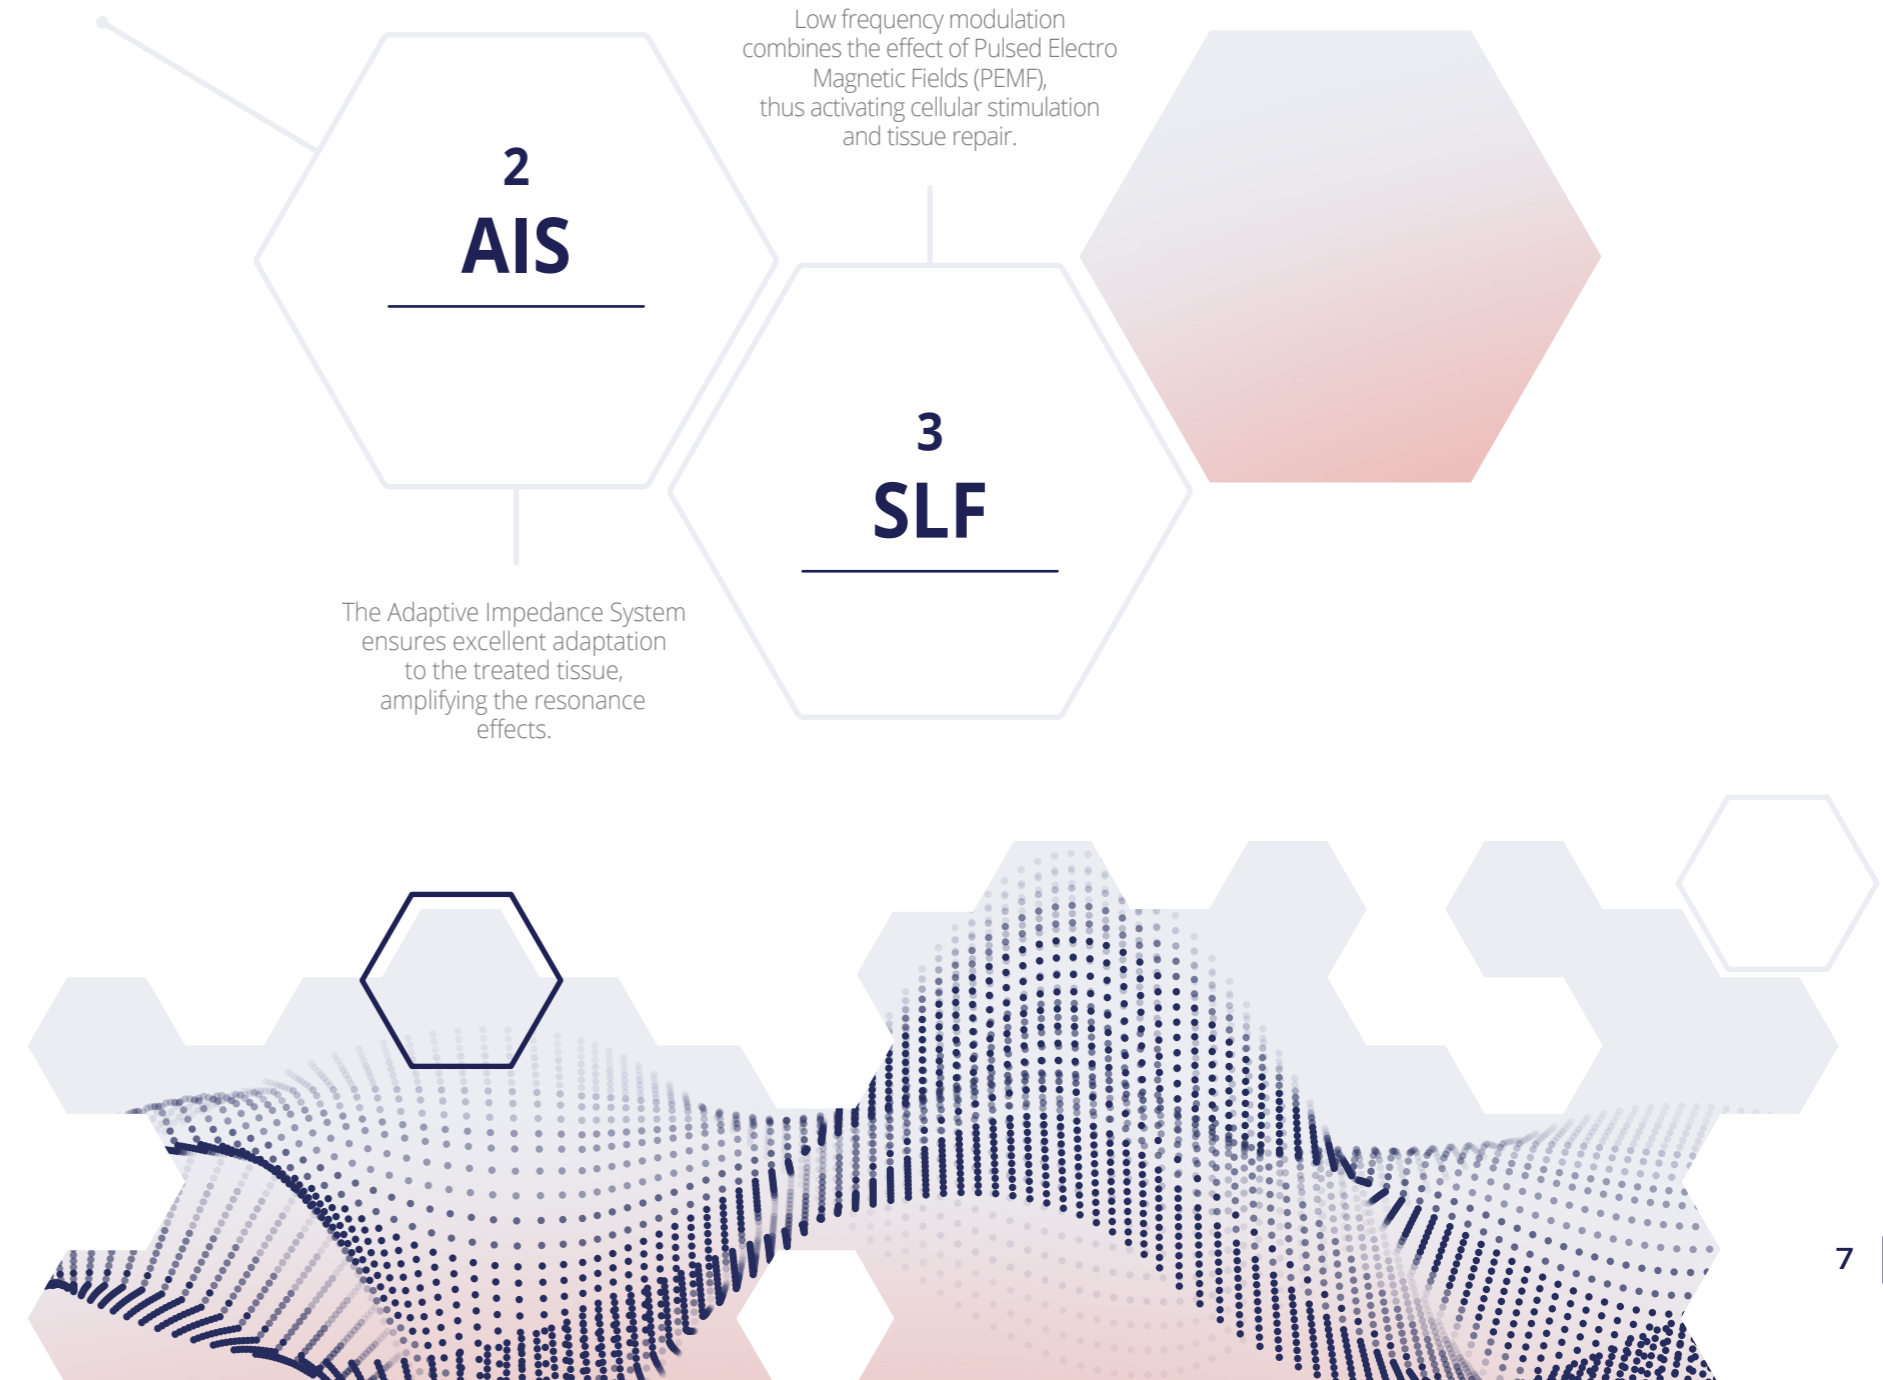 Low frequency modulation
combines the effect of Pulsed Electro
Magnetic Fields (PEMF),
thus activating cellular stimulation
and tissue repair.
2
AIS
3
SLF
The Adaptive Impedance System
ensures excellent adaptation
to the treated tissue,
amplifying the resonance
effects.
7